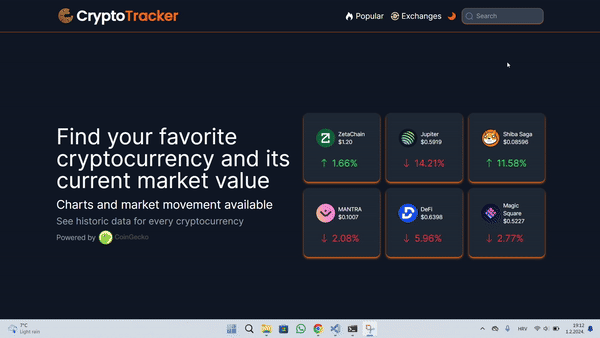 CryptoTracker
Popular
Exchanges
Search
Find your favorite
cryptocurrency and its
current market value
Charts and market movement available
See historic data for every cryptocurrency
Powered by
CoinGecko
ZetaChain
$1.20
↑ 1.66%
Jupiter
$0.5919
↓ 14.21%
Shiba Saga
$0.08596
↑ 11.58%
MANTRA
$0.1007
↓ 2.08%
DeFi
$0.6398
↓ 5.96%
Magic
Square
$0.5227
↓ 2.77%
7°C
Light rain
HRV
19:12
1.2.2024.